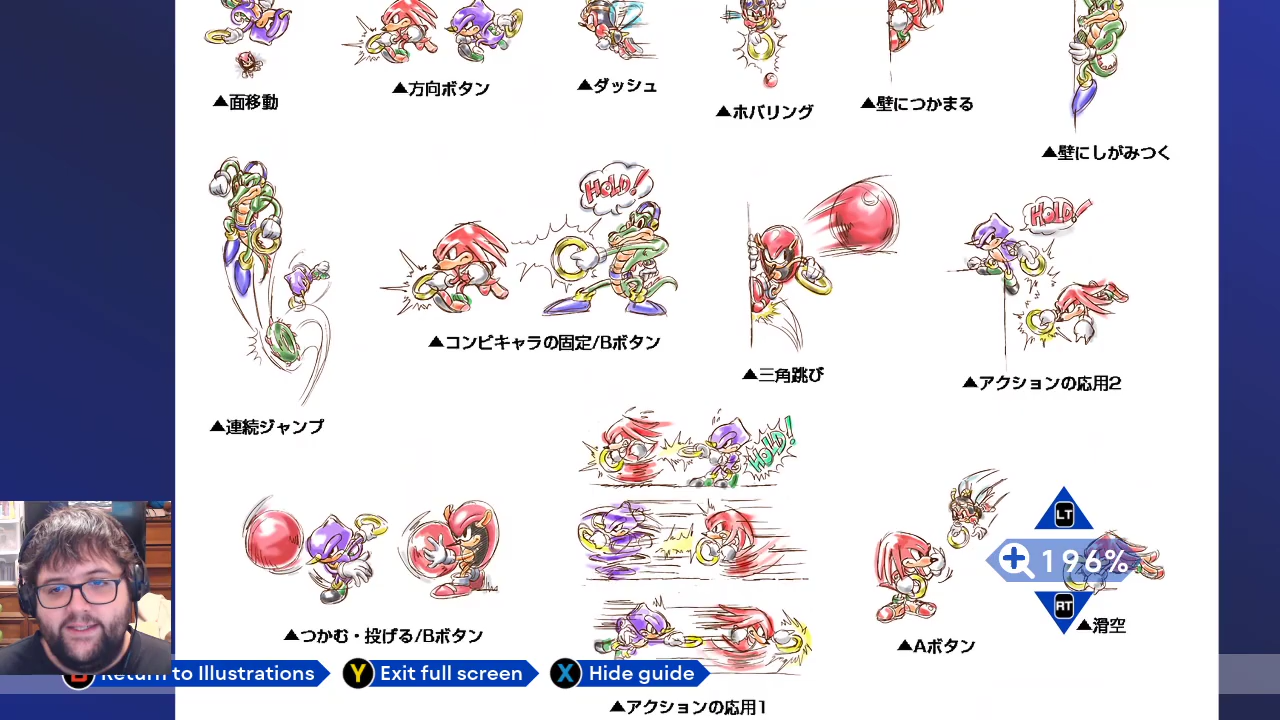 ▲面移動
▲方向ボタン
▲ダッシュ
▲ホバリング
▲壁につかまる
▲壁にしがみつく
HOLD!
HOLD!
▲コンビキャラの固定/Bボタン
▲三角跳び
▲アクションの応用2
▲連続ジャンプ
HOLD!
LT
196%
RT
▲つかむ・投げる/Bボタン
▲Aボタン
▲滑空
B Return to Illustrations
Y Exit full screen
X Hide guide
▲アクションの応用1